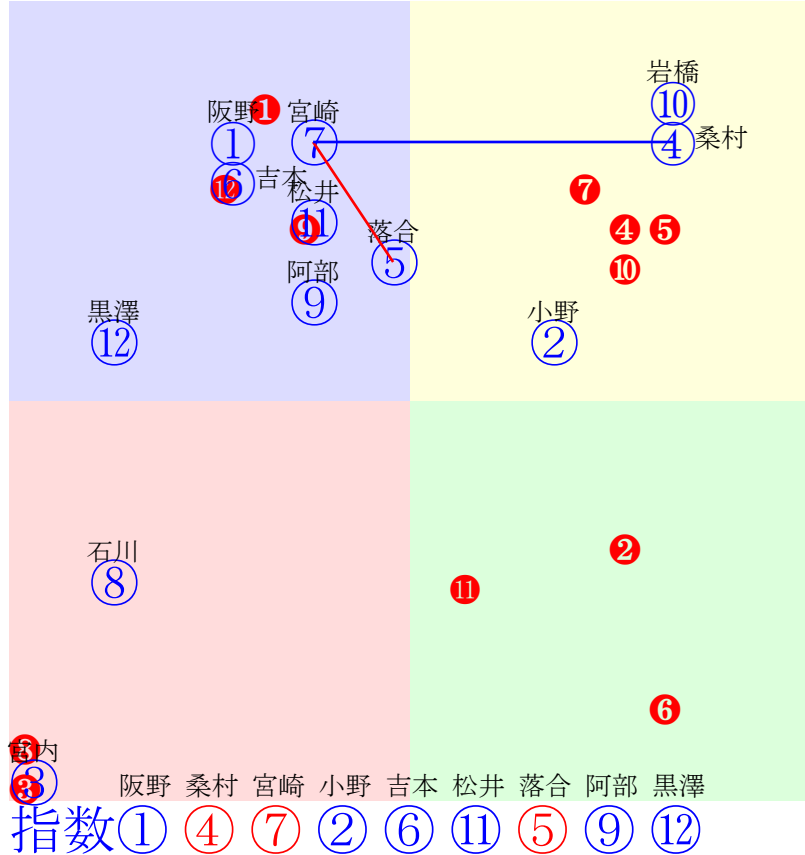 岩橋
⑩
阪野 ❶ 宮崎
① ⑦ ④ 桑村
⑥ 吉本 松井 ❼
⓬ ⑪ 落合
❾ ❹ ❺
⑤
阿部 ❿
⑨
黒澤 小野
⑫ ②
石川 ❷
⑧ ⓫
❻
宮内
③
❸
阪野 桑村 宮崎 小野 吉本 松井 落合 阿部 黒澤
指数 ① ④ ⑦ ② ⑥ ⑪ ⑤ ⑨ ⑫